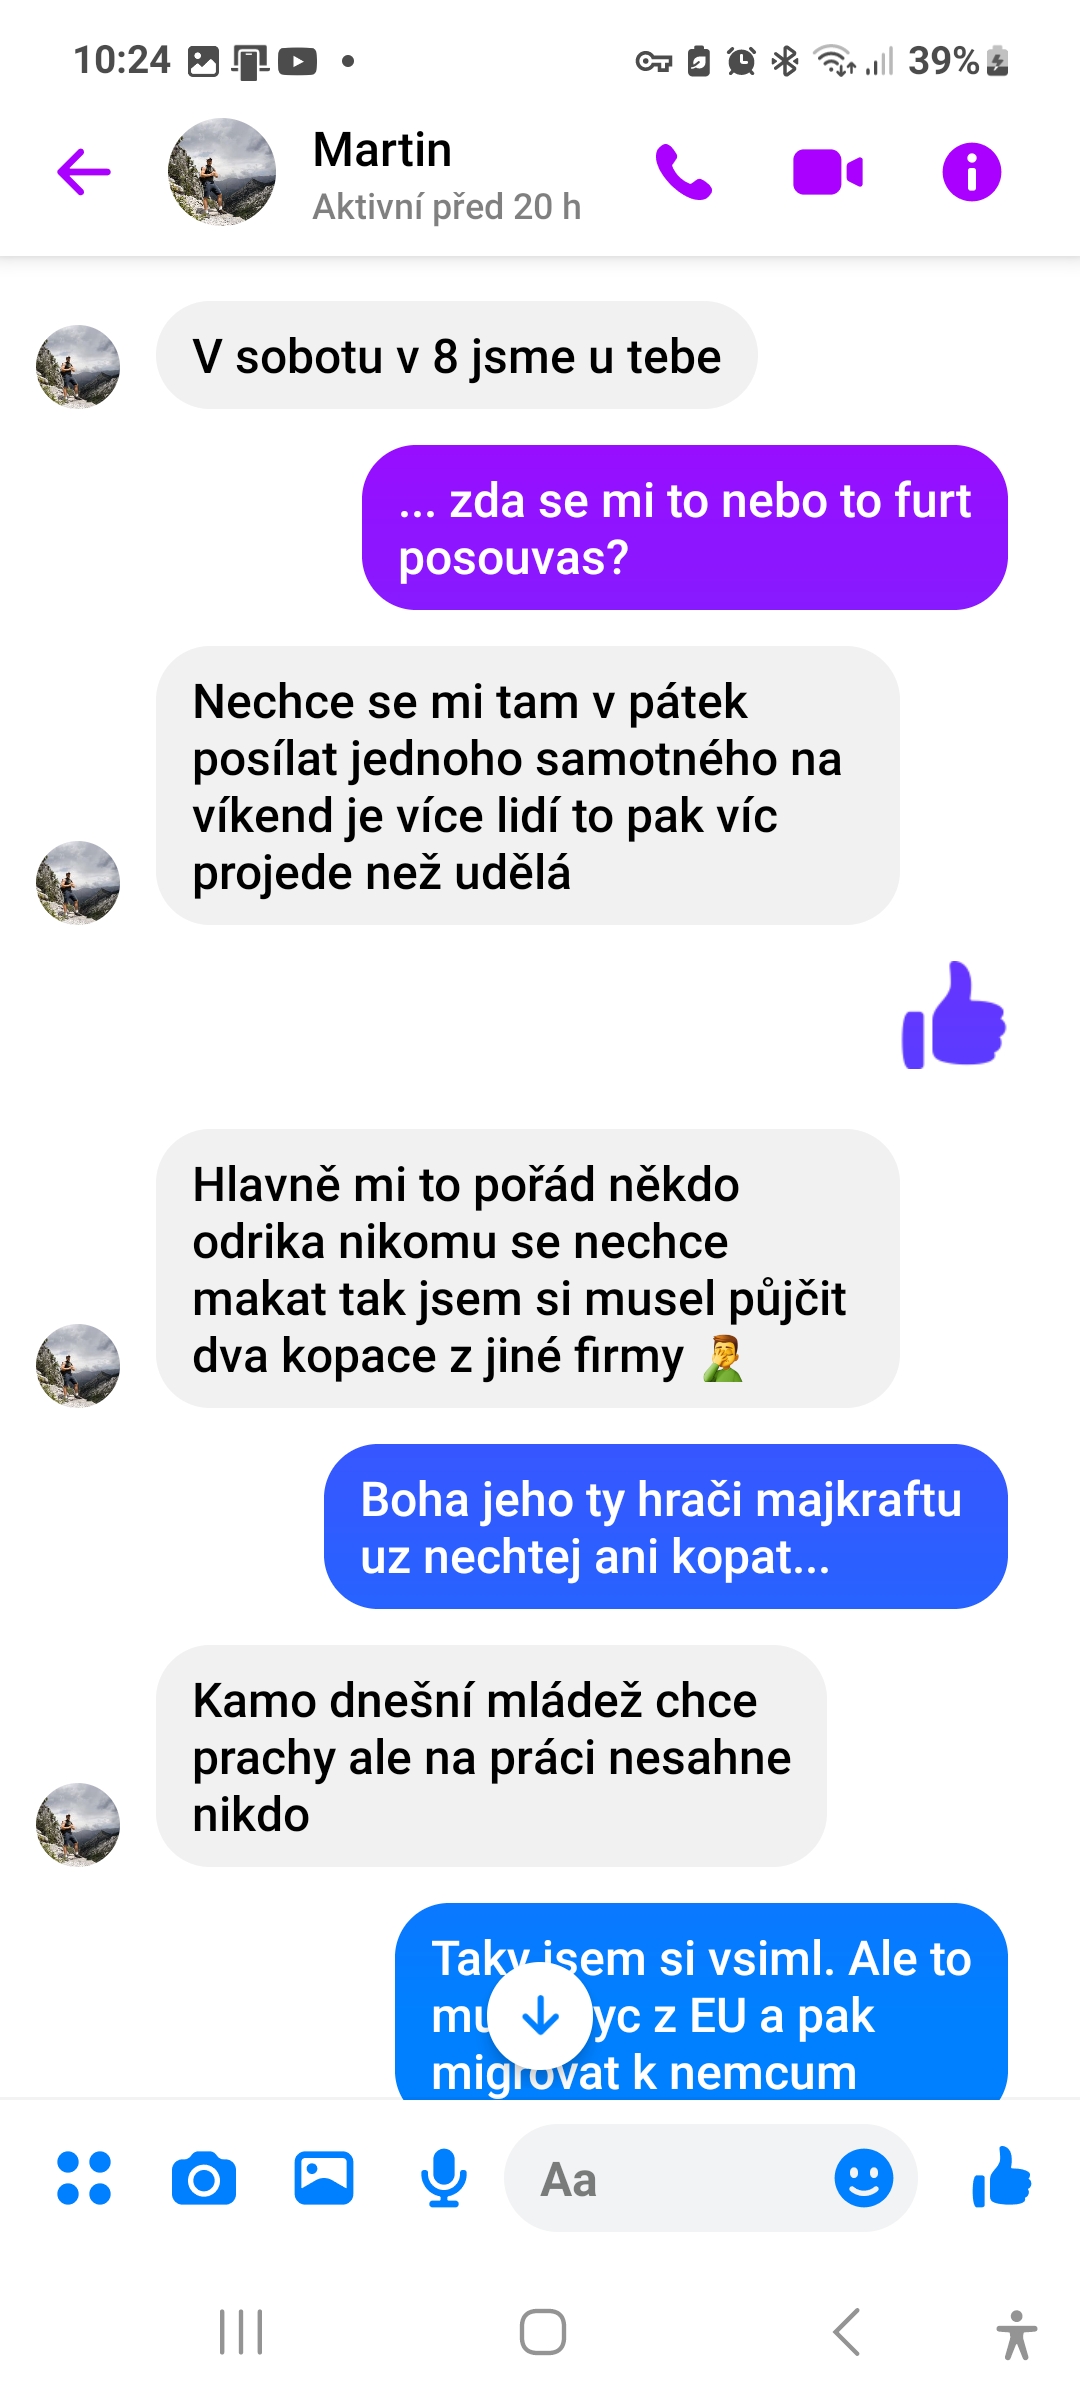 10:24
39%
Martin
Aktivní před 20 h
V sobotu v 8 jsme u tebe
... zda se mi to nebo to furt
posouvas?
Nechce se mi tam v pátek
posílat jednoho samotného na
víkend je více lidí to pak víc
projede než udělá
Hlavně mi to pořád někdo
odrika nikomu se nechce
makat tak jsem si musel půjčit
dva kopace z jiné firmy 🤦‍♂️
Boha jeho ty hrači majkraftu
uz nechtej ani kopat...
Kamo dnešní mládež chce
prachy ale na práci nesahne
nikdo
Taky jsem si vsiml. Ale to
z EU a pak
migrovat k nemcum
Aa